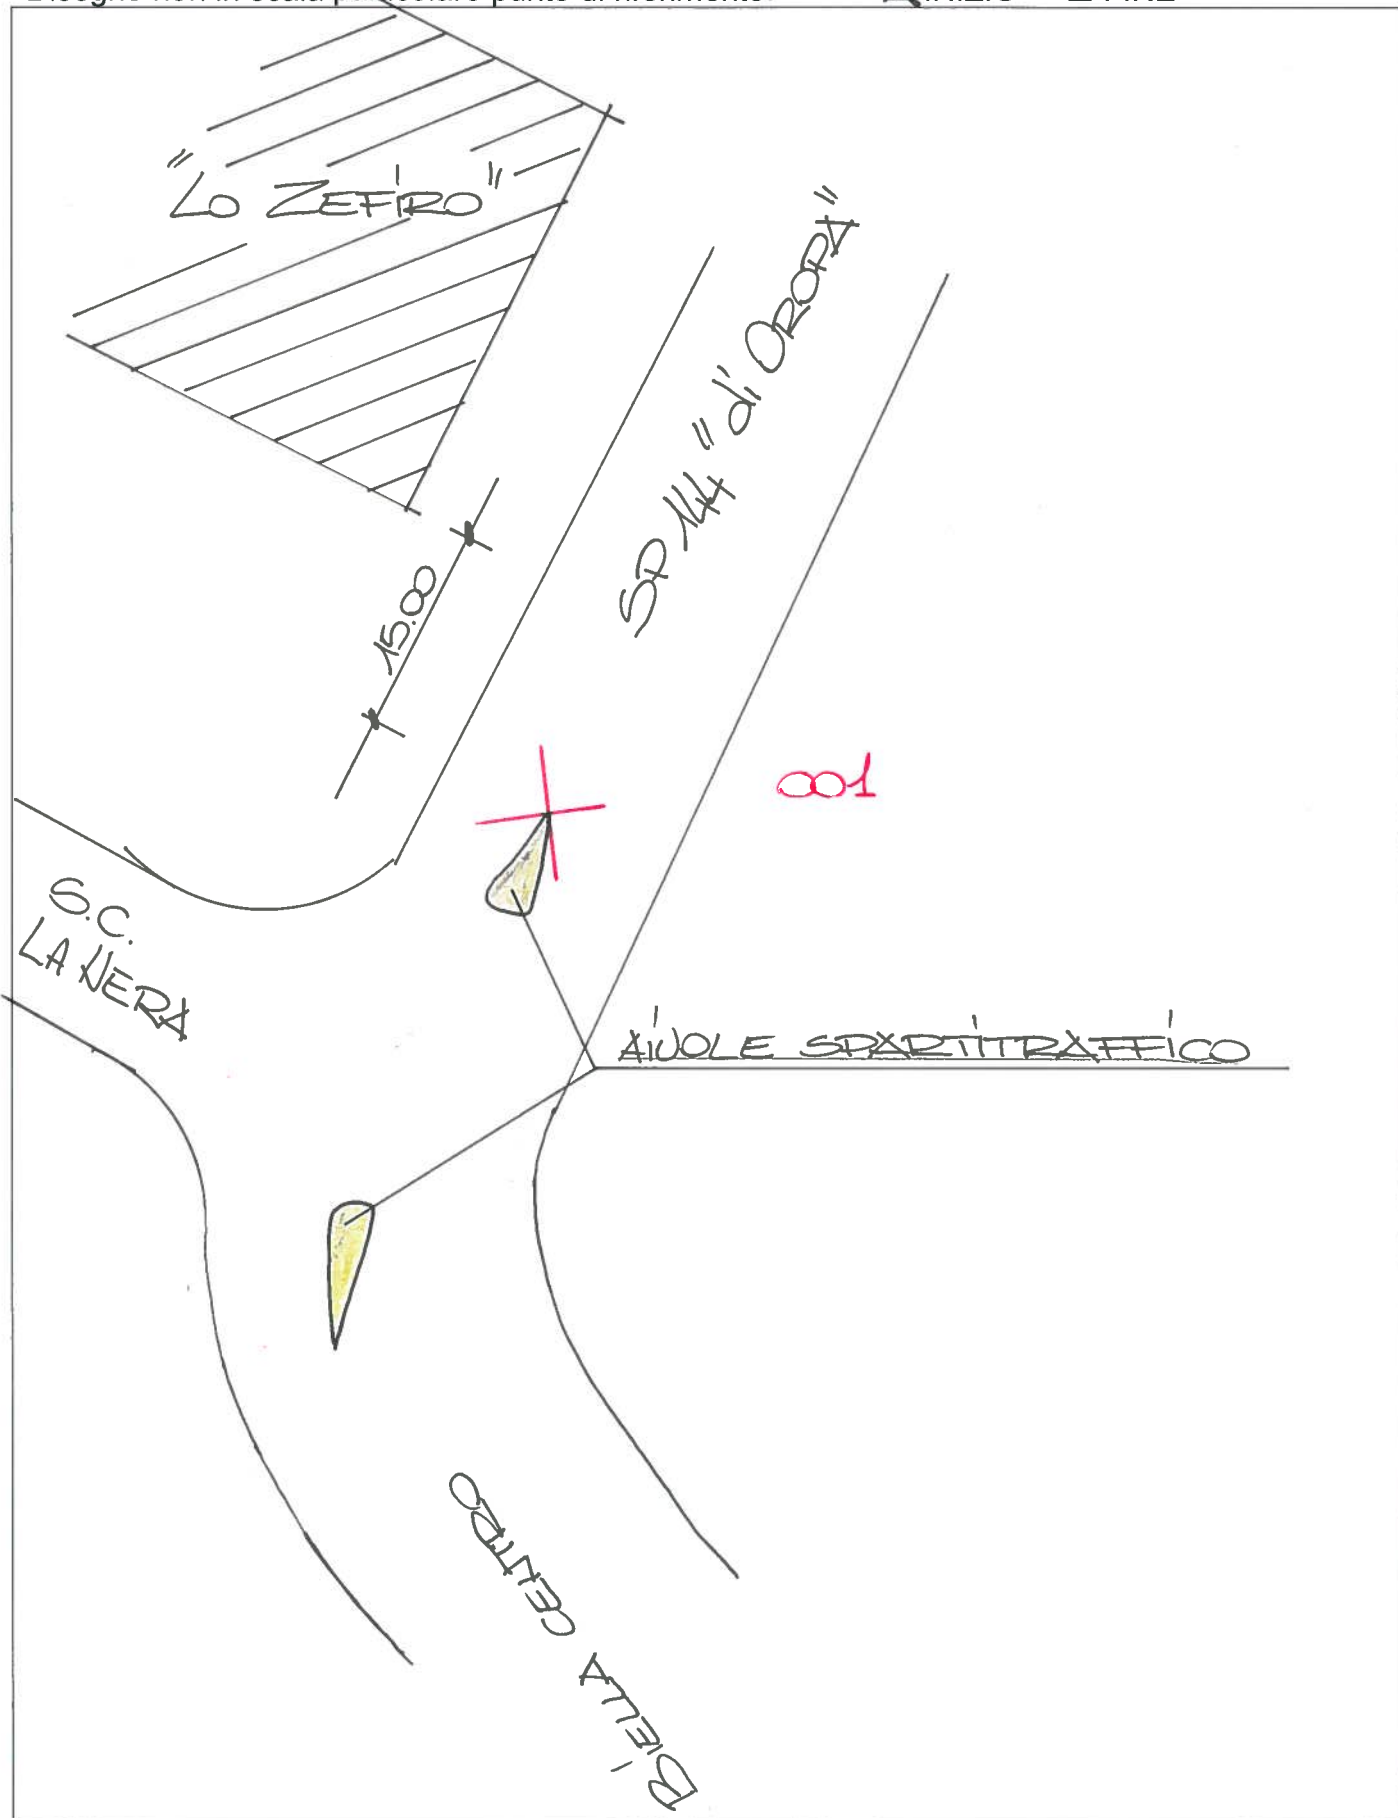 "Lo ZEFIRO"
SP 144 "di OROPA"
15.00
001
S.C.
LA NERA
AIUOLE SPARTITRAFFICO
BIELLA CENTRO